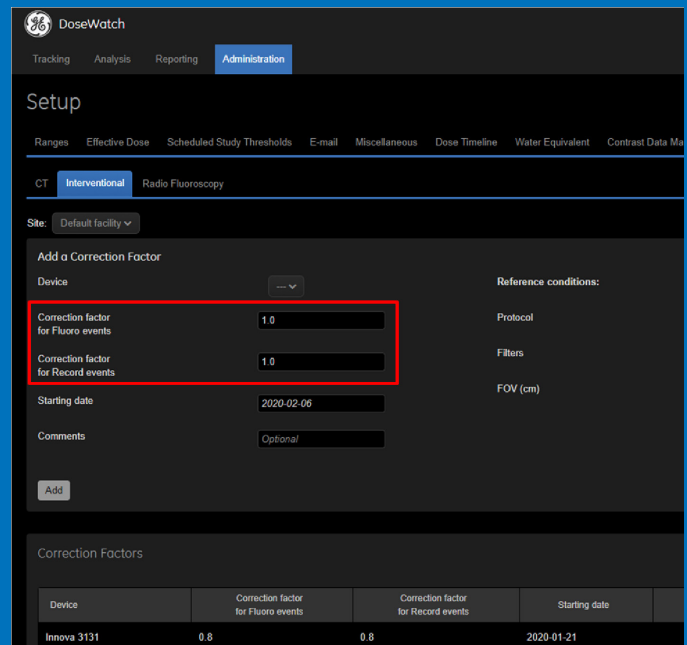 DoseWatch
Tracking Analysis Reporting Administration
Setup
Ranges Effective Dose Scheduled Study Thresholds E-mail Miscellaneous Dose Timeline Water Equivalent Contrast Data Ma
CT Interventional Radio Fluoroscopy
Site: Default facility
Add a Correction Factor
Device --- Reference conditions:
Correction factor
for Fluoro events 1.0 Protocol
Correction factor
for Record events 1.0 Filters
FOV (cm)
Starting date 2020-02-06
Comments Optional
Add
Correction Factors
Device Correction factor
for Fluoro events Correction factor
for Record events Starting date
Innova 3131 0.8 0.8 2020-01-21